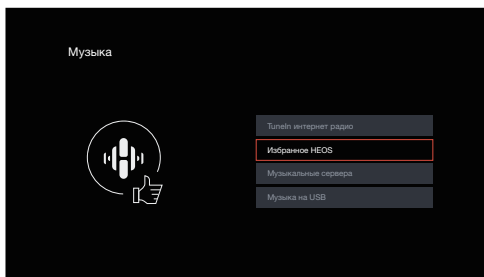 Музыка
TuneIn интернет радио
Избранное HEOS
Музыкальные сервера
Музыка на USB